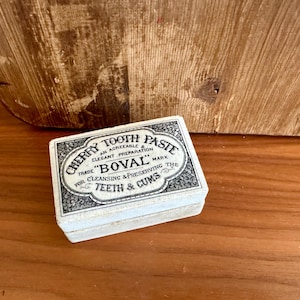 CHERRY TOOTH PASTE
AN AGREEABLE &
ELEGANT PREPARATION
TRADE "BOVAL" MARK
FOR CLEANSING & PRESERVING THE
TEETH & GUMS